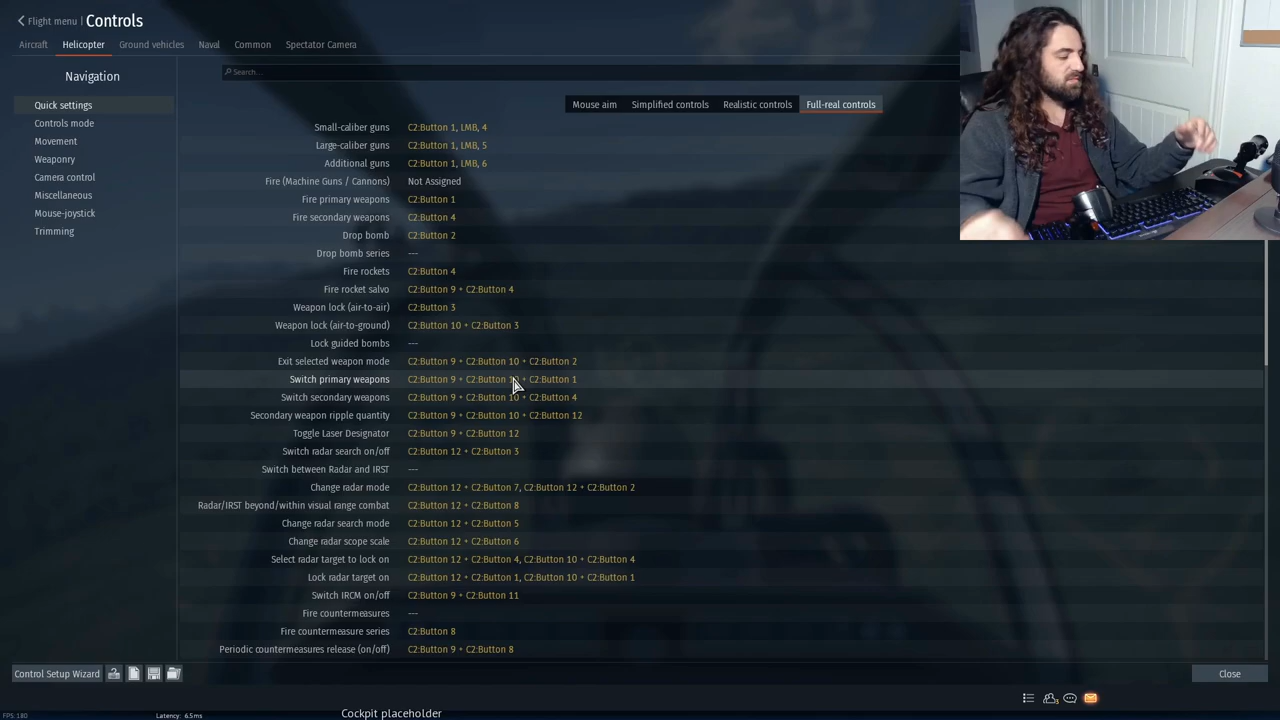 Flight menu | Controls
Aircraft Helicopter Ground vehicles Naval Common Spectator Camera
Navigation
Search...
Quick settings
Controls mode
Movement
Weaponry
Camera control
Miscellaneous
Mouse-joystick
Trimming
Mouse aim Simplified controls Realistic controls Full-real controls
Small-caliber guns C2:Button 1, LMB, 4
Large-caliber guns C2:Button 1, LMB, 5
Additional guns C2:Button 1, LMB, 6
Fire (Machine Guns / Cannons) Not Assigned
Fire primary weapons C2:Button 1
Fire secondary weapons C2:Button 4
Drop bomb C2:Button 2
Drop bomb series ---
Fire rockets C2:Button 4
Fire rocket salvo C2:Button 9 + C2:Button 4
Weapon lock (air-to-air) C2:Button 3
Weapon lock (air-to-ground) C2:Button 10 + C2:Button 3
Lock guided bombs ---
Exit selected weapon mode C2:Button 9 + C2:Button 10 + C2:Button 2
Switch primary weapons C2:Button 9 + C2:Button 10 + C2:Button 1
Switch secondary weapons C2:Button 9 + C2:Button 10 + C2:Button 4
Secondary weapon ripple quantity C2:Button 9 + C2:Button 10 + C2:Button 12
Toggle Laser Designator C2:Button 9 + C2:Button 12
Switch radar search on/off C2:Button 12 + C2:Button 3
Switch between Radar and IRST ---
Change radar mode C2:Button 12 + C2:Button 7, C2:Button 12 + C2:Button 2
Radar/IRST beyond/within visual range combat C2:Button 12 + C2:Button 8
Change radar search mode C2:Button 12 + C2:Button 5
Change radar scope scale C2:Button 12 + C2:Button 6
Select radar target to lock on C2:Button 12 + C2:Button 4, C2:Button 10 + C2:Button 4
Lock radar target on C2:Button 12 + C2:Button 1, C2:Button 10 + C2:Button 1
Switch IRCM on/off C2:Button 9 + C2:Button 11
Fire countermeasures ---
Fire countermeasure series C2:Button 8
Periodic countermeasures release (on/off) C2:Button 9 + C2:Button 8
Control Setup Wizard Close
FPS: 180 Latency: 6.5ms Cockpit placeholder